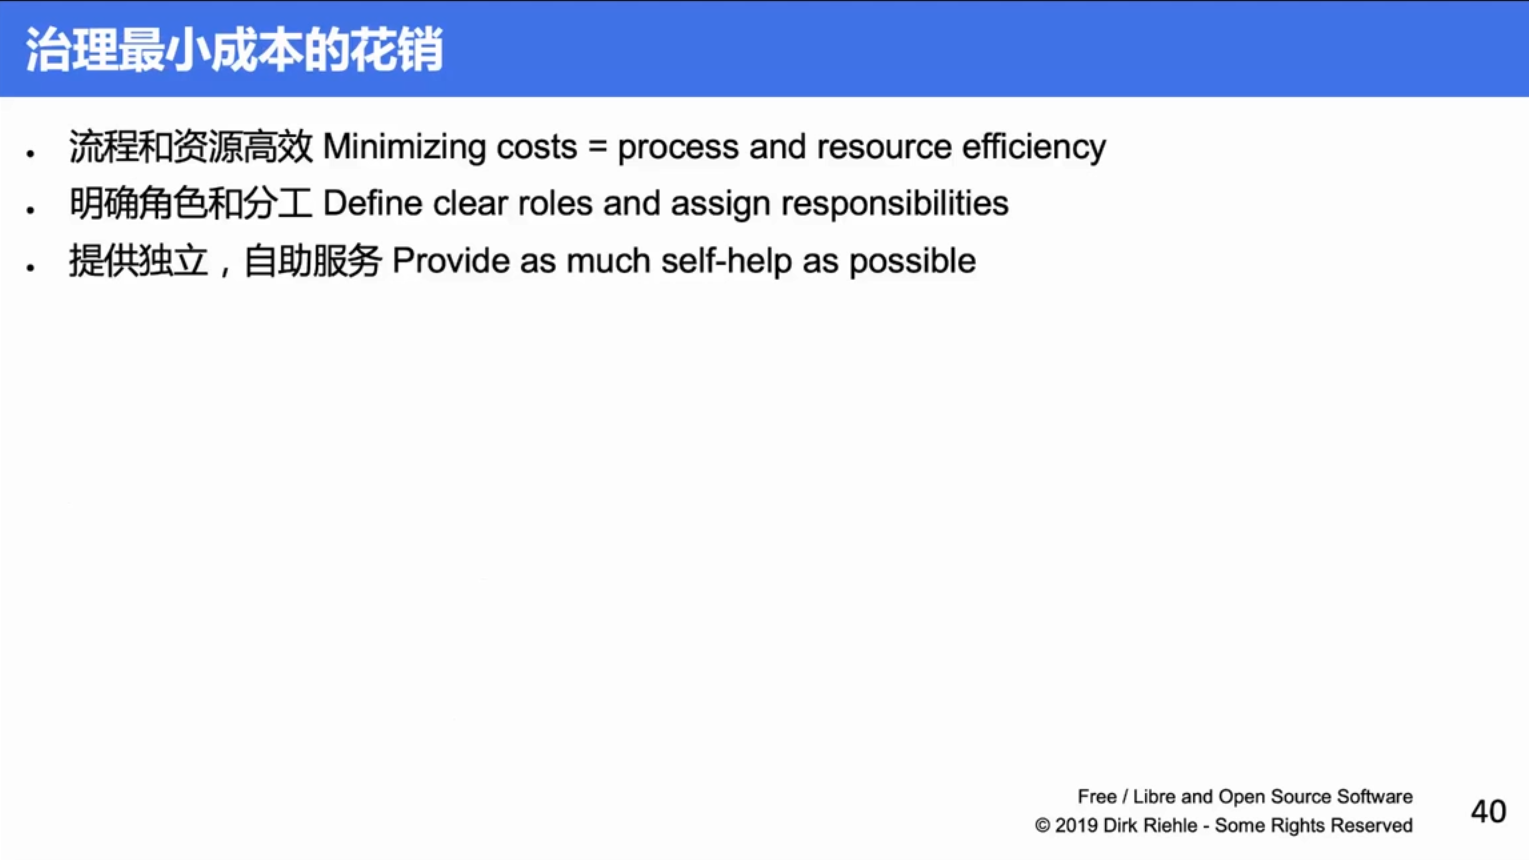 治理最小成本的花销
• 流程和资源高效 Minimizing costs = process and resource efficiency
• 明确角色和分工 Define clear roles and assign responsibilities
• 提供独立，自助服务 Provide as much self-help as possible
Free / Libre and Open Source Software
© 2019 Dirk Riehle - Some Rights Reserved
40